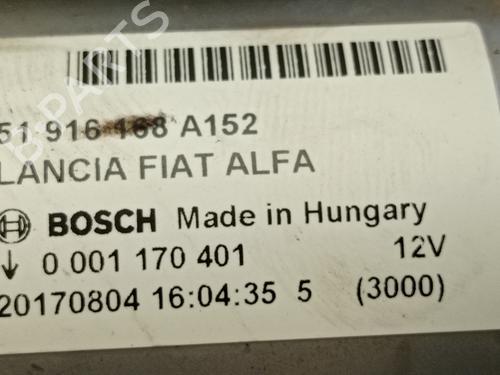 51 916 168 A152
LANCIA FIAT ALFA
BOSCH Made in Hungary
0 001 170 401 12V
20170804 16:04:35 5 (3000)
B-PARTS